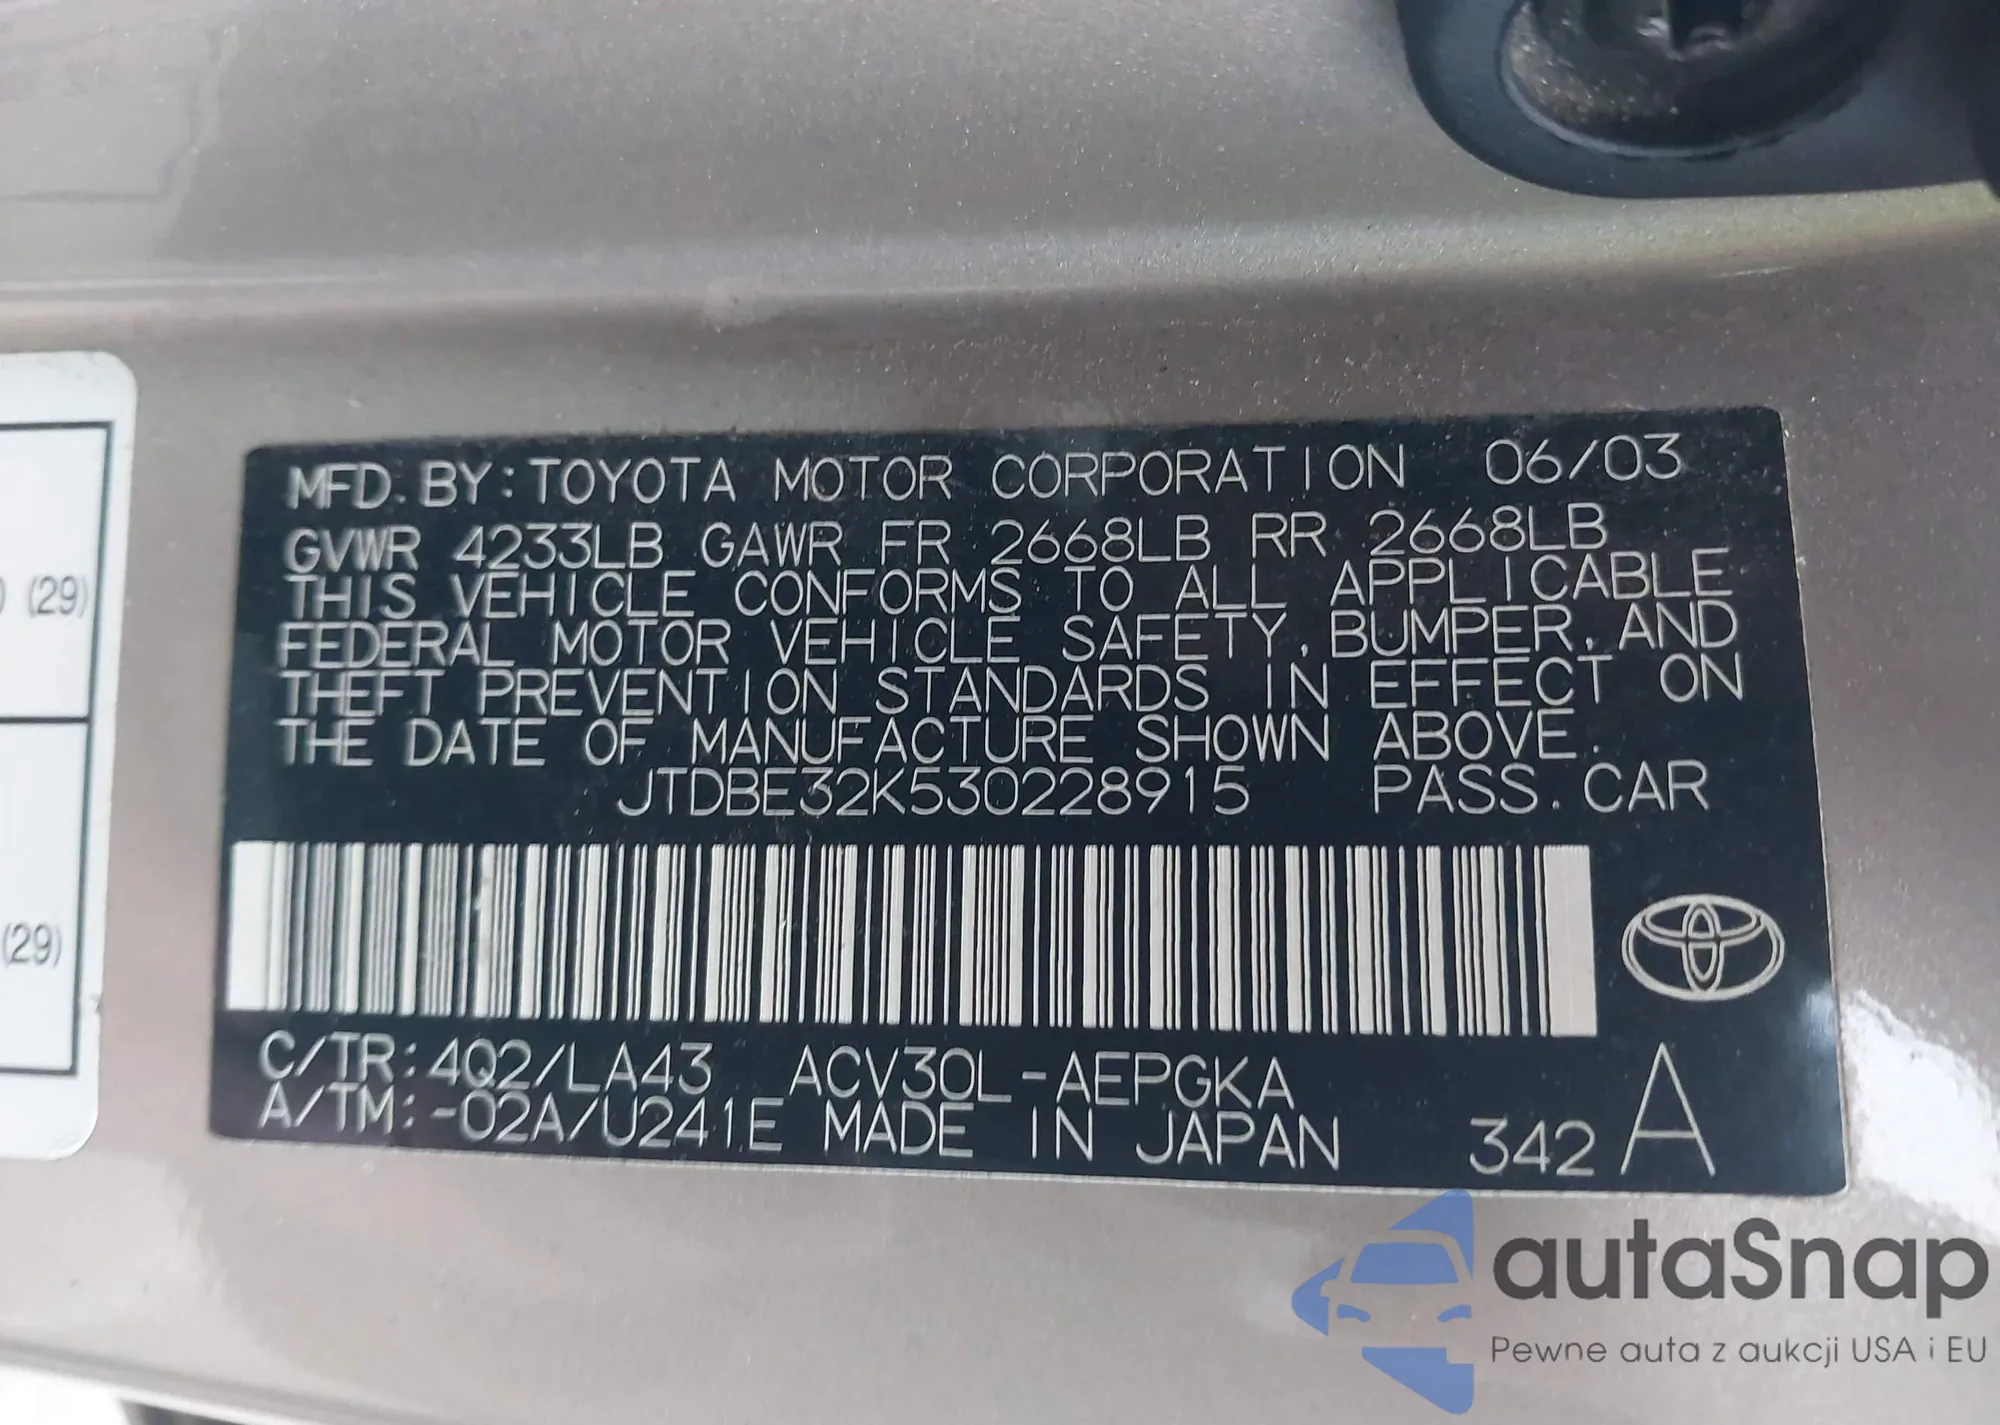 MFD. BY: TOYOTA MOTOR CORPORATION 06/03
GVWR 4233LB GAWR FR 2668LB RR 2668LB
THIS VEHICLE CONFORMS TO ALL APPLICABLE
FEDERAL MOTOR VEHICLE SAFETY, BUMPER, AND
THEFT PREVENTION STANDARDS IN EFFECT ON
THE DATE OF MANUFACTURE SHOWN ABOVE.
JTDBE32K530228915 PASS. CAR
C/TR: 4Q2/LA43 ACV30L-AEPGKA
A/TM: -02A/U241E MADE IN JAPAN 342 A
(29)
(29)
autaSnap
Pewne auta z aukcji USA i EU